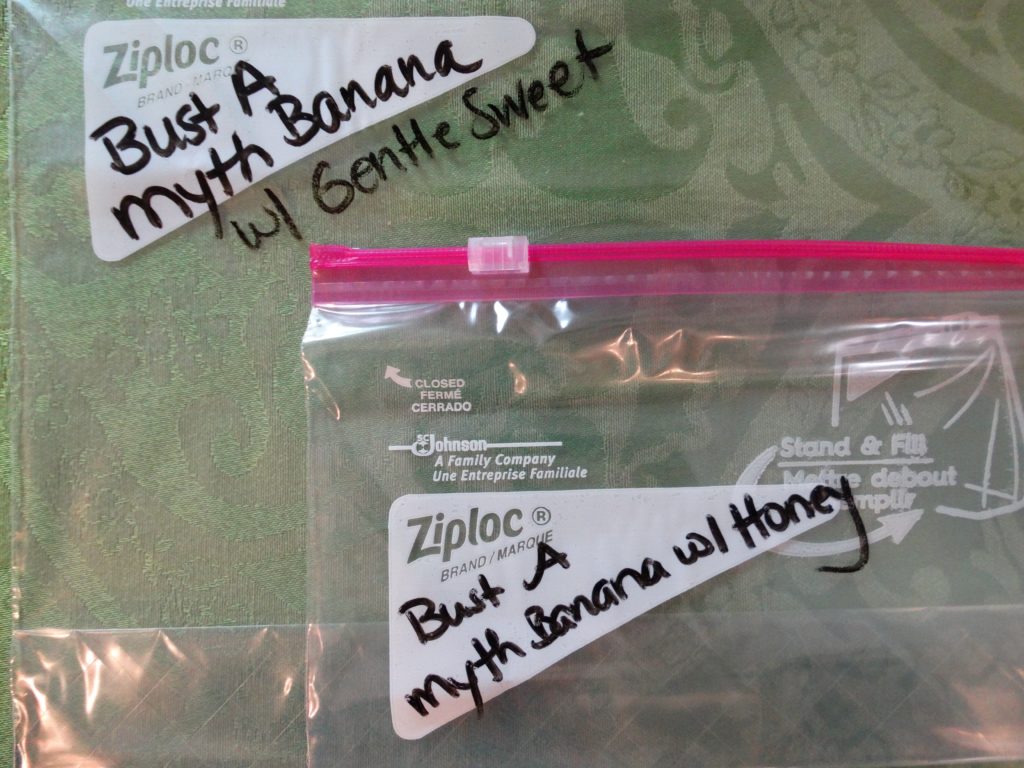 Une Entreprise Familiale
Ziploc ®
BRAND / MARQUE
Bust A
myth Banana
w/ Gentle Sweet
CLOSED
FERMÉ
CERRADO
SC Johnson
A Family Company
Une Entreprise Familiale
Stand & Fill
Mettre debout
emplir
Ziploc ®
BRAND / MARQUE
Bust A
myth Banana w/ Honey